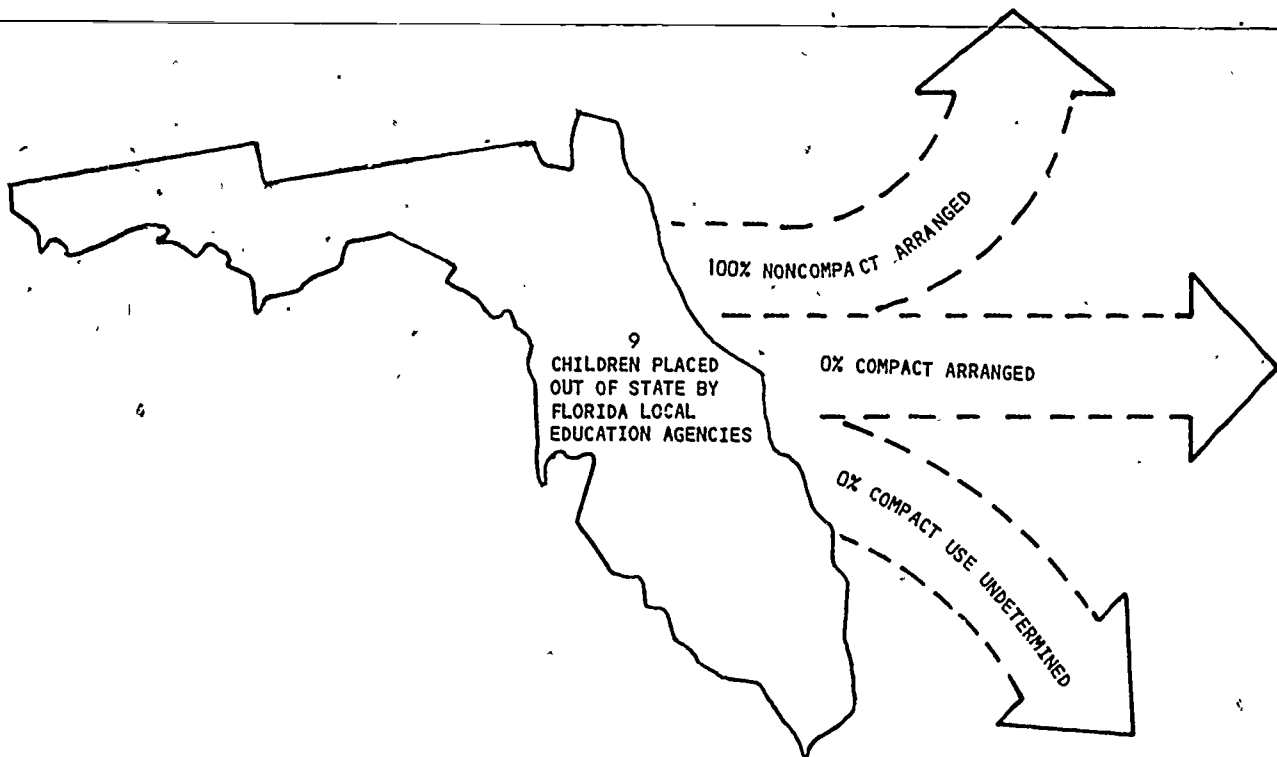 100% NONCOMPACT ARRANGED
9
CHILDREN PLACED
OUT OF STATE BY
FLORIDA LOCAL
EDUCATION AGENCIES
0% COMPACT ARRANGED
0% COMPACT USE UNDETERMINED